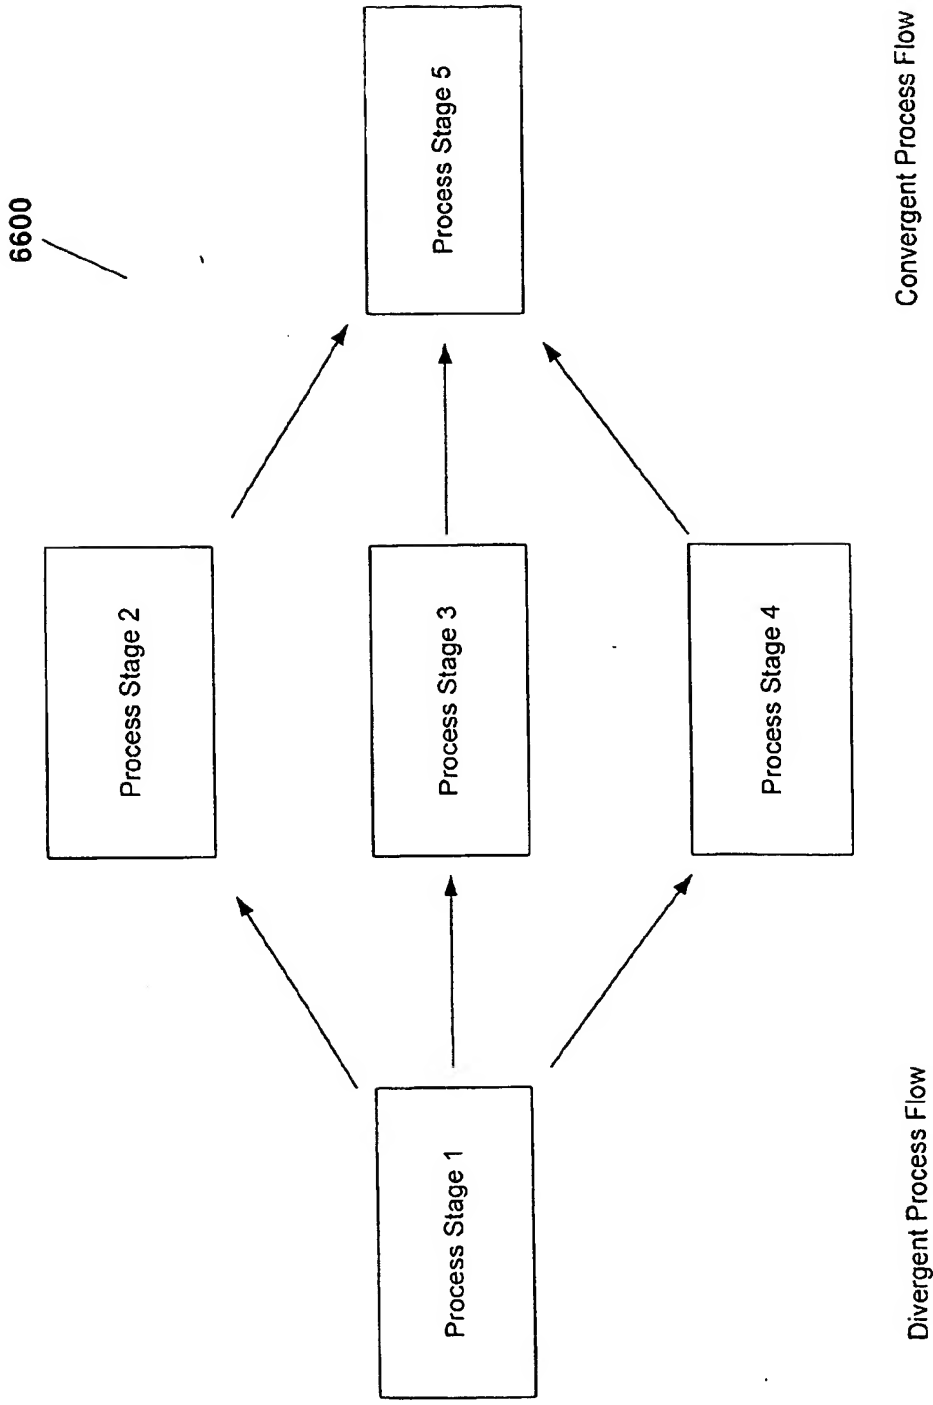 6600
Process Stage 2
Process Stage 1
Process Stage 3
Process Stage 5
Process Stage 4
Divergent Process Flow
Convergent Process Flow